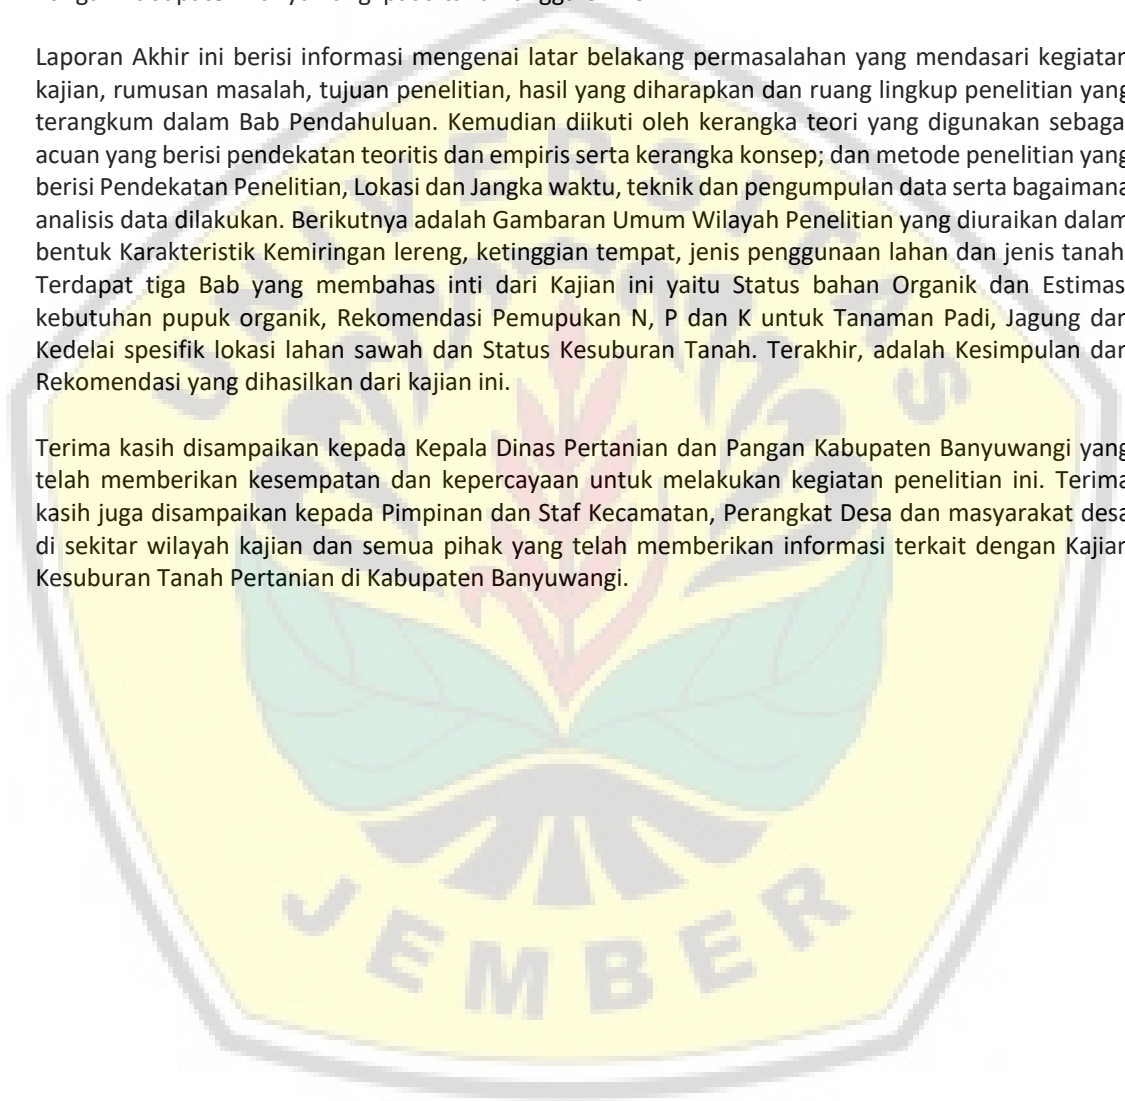 Laporan Akhir ini berisi informasi mengenai latar belakang permasalahan yang mendasari kegiatan
kajian, rumusan masalah, tujuan penelitian, hasil yang diharapkan dan ruang lingkup penelitian yang
terangkum dalam Bab Pendahuluan. Kemudian diikuti oleh kerangka teori yang digunakan sebagai
acuan yang berisi pendekatan teoritis dan empiris serta kerangka konsep; dan metode penelitian yang
berisi Pendekatan Penelitian, Lokasi dan Jangka waktu, teknik dan pengumpulan data serta bagaimana
analisis data dilakukan. Berikutnya adalah Gambaran Umum Wilayah Penelitian yang diuraikan dalam
bentuk Karakteristik Kemiringan lereng, ketinggian tempat, jenis penggunaan lahan dan jenis tanah
Terdapat tiga Bab yang membahas inti dari Kajian ini yaitu Status bahan Organik dan Estimasi
kebutuhan pupuk organik, Rekomendasi Pemupukan N, P dan K untuk Tanaman Padi, Jagung dan
Kedelai spesifik lokasi lahan sawah dan Status Kesuburan Tanah. Terakhir, adalah Kesimpulan dan
Rekomendasi yang dihasilkan dari kajian ini.
Terima kasih disampaikan kepada Kepala Dinas Pertanian dan Pangan Kabupaten Banyuwangi yang
telah memberikan kesempatan dan kepercayaan untuk melakukan kegiatan penelitian ini. Terima
kasih juga disampaikan kepada Pimpinan dan Staf Kecamatan, Perangkat Desa dan masyarakat desa
di sekitar wilayah kajian dan semua pihak yang telah memberikan informasi terkait dengan Kajian
Kesuburan Tanah Pertanian di Kabupaten Banyuwangi.
UNIVERSITAS
JEMBER